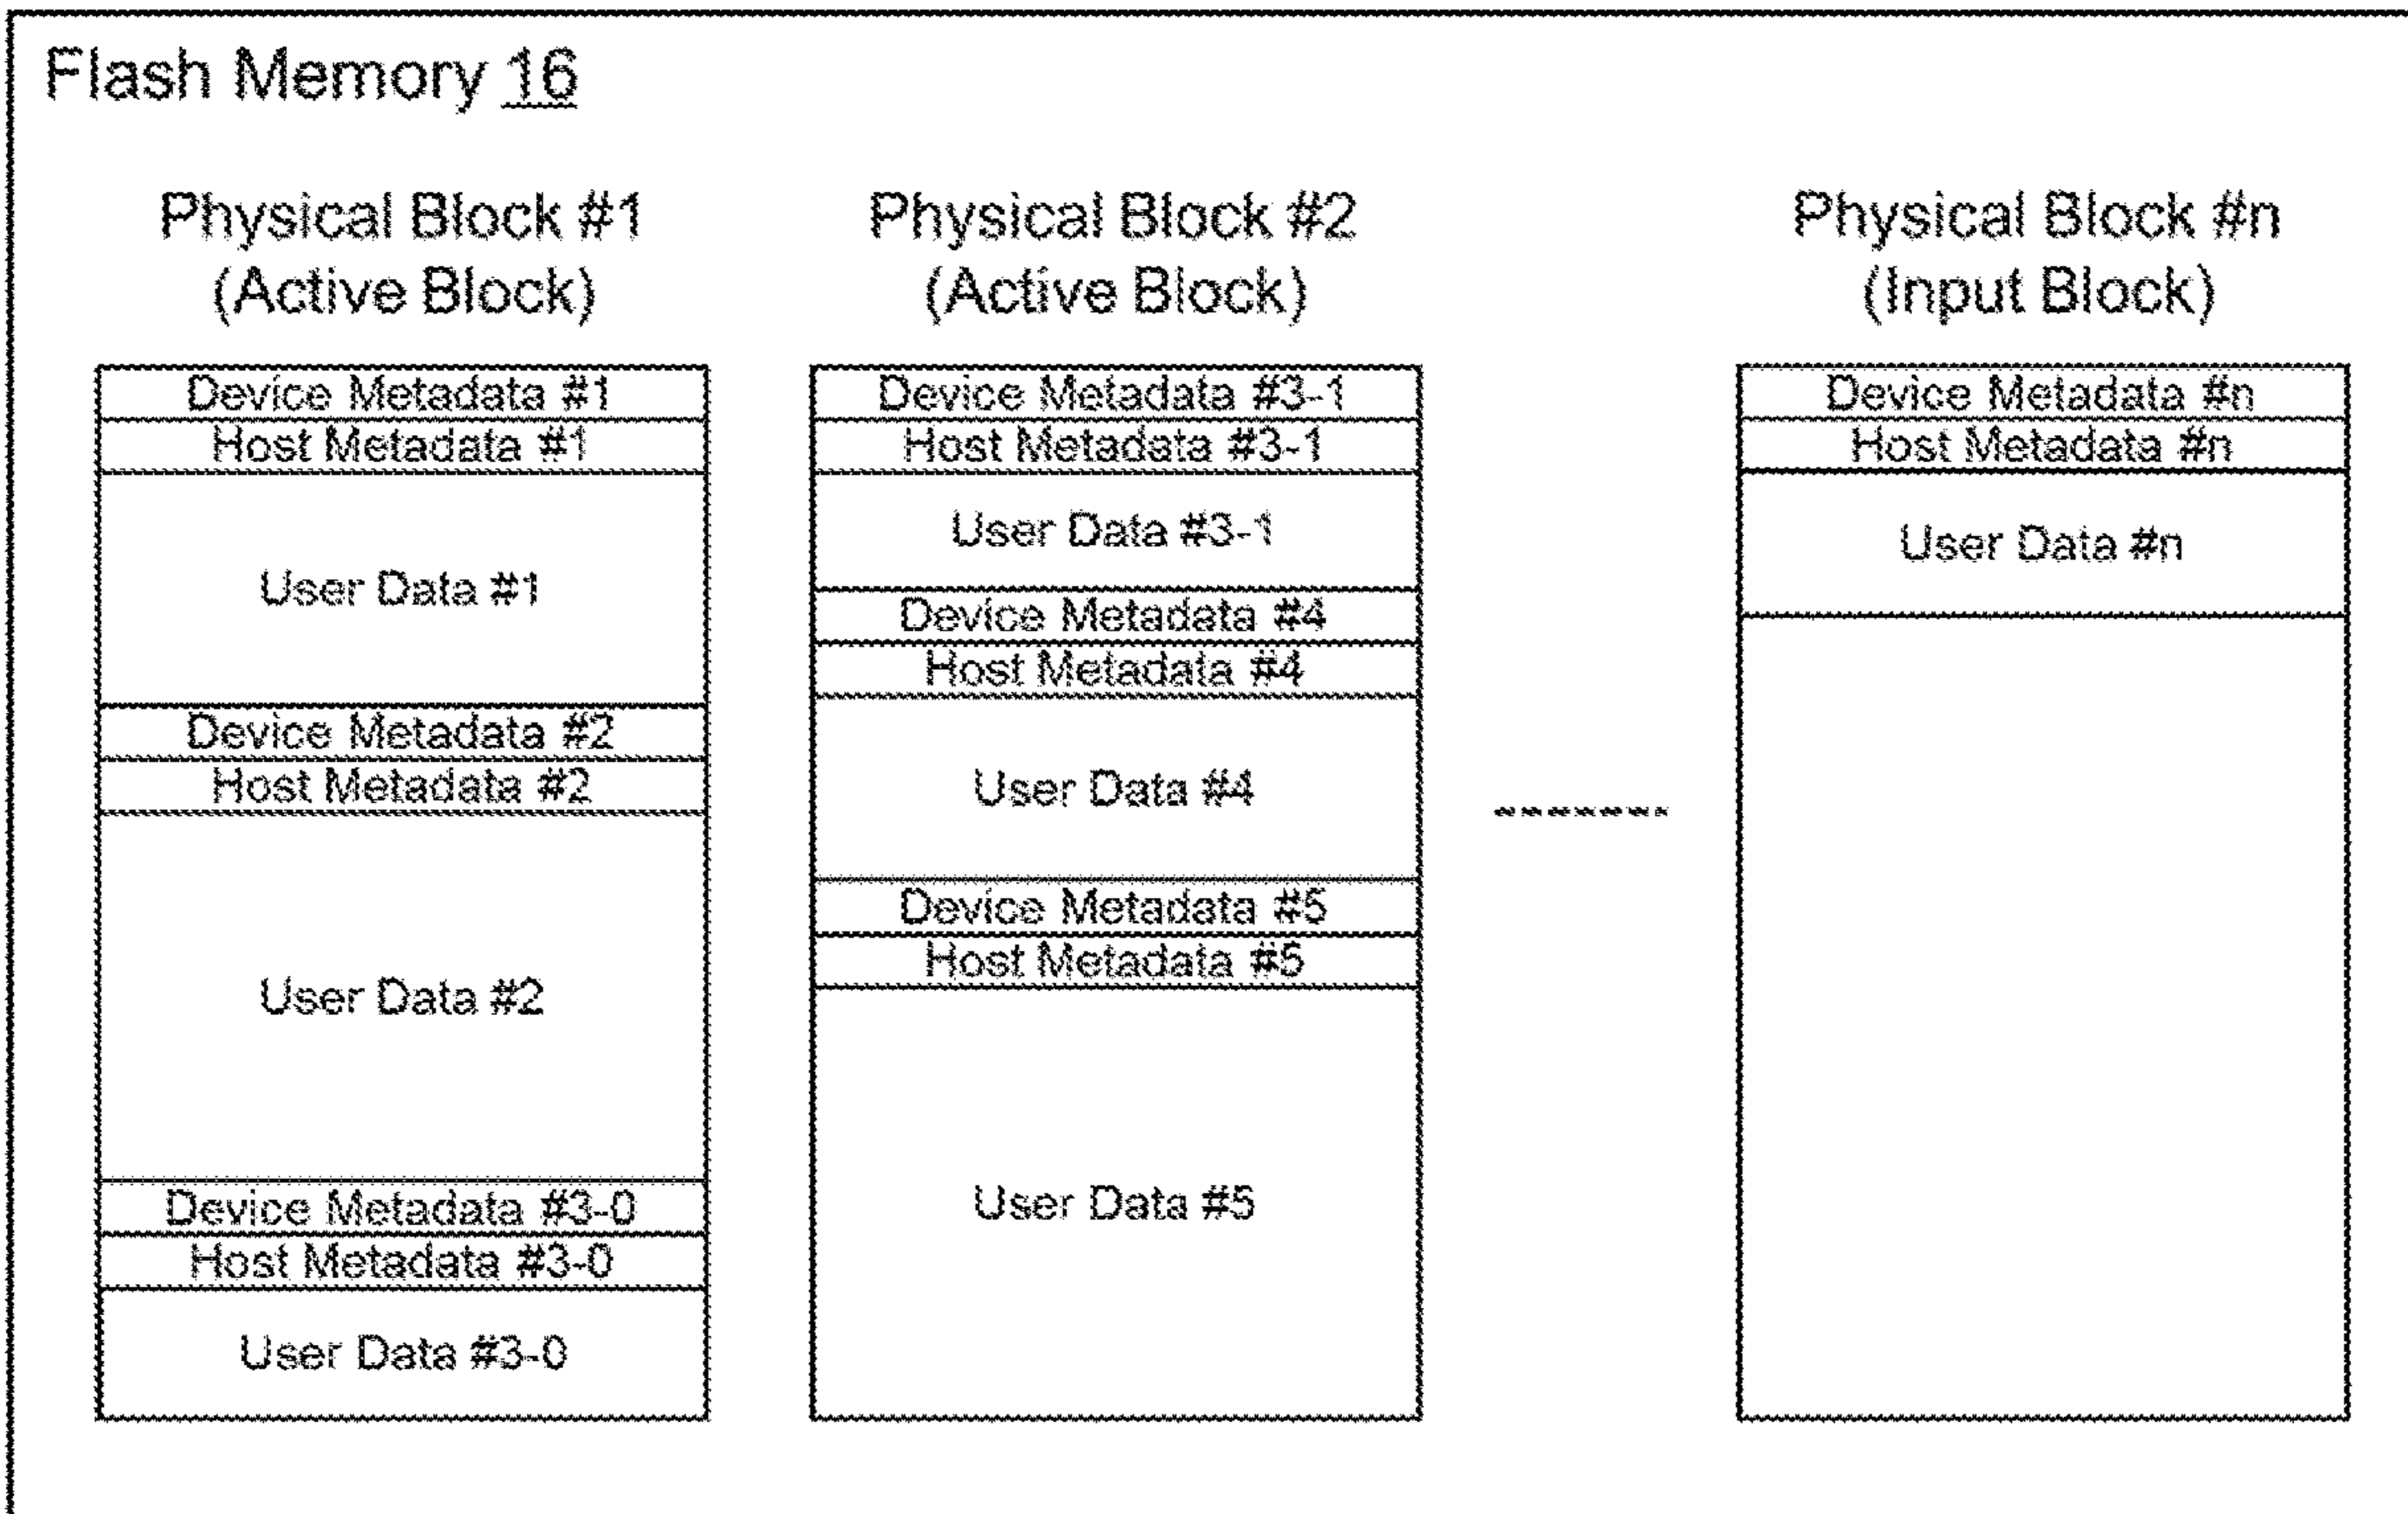 Flash Memory 16
Physical Block #1
(Active Block)
Device Metadata #1
Host Metadata #1
User Data #1
Device Metadata #2
Host Metadata #2
User Data #2
Device Metadata #3-0
Host Metadata #3-0
User Data #3-0
Physical Block #2
(Active Block)
Device Metadata #3-1
Host Metadata #3-1
User Data #3-1
Device Metadata #4
Host Metadata #4
User Data #4
Device Metadata #5
Host Metadata #5
User Data #5
Physical Block #n
(Input Block)
Device Metadata #n
Host Metadata #n
User Data #n